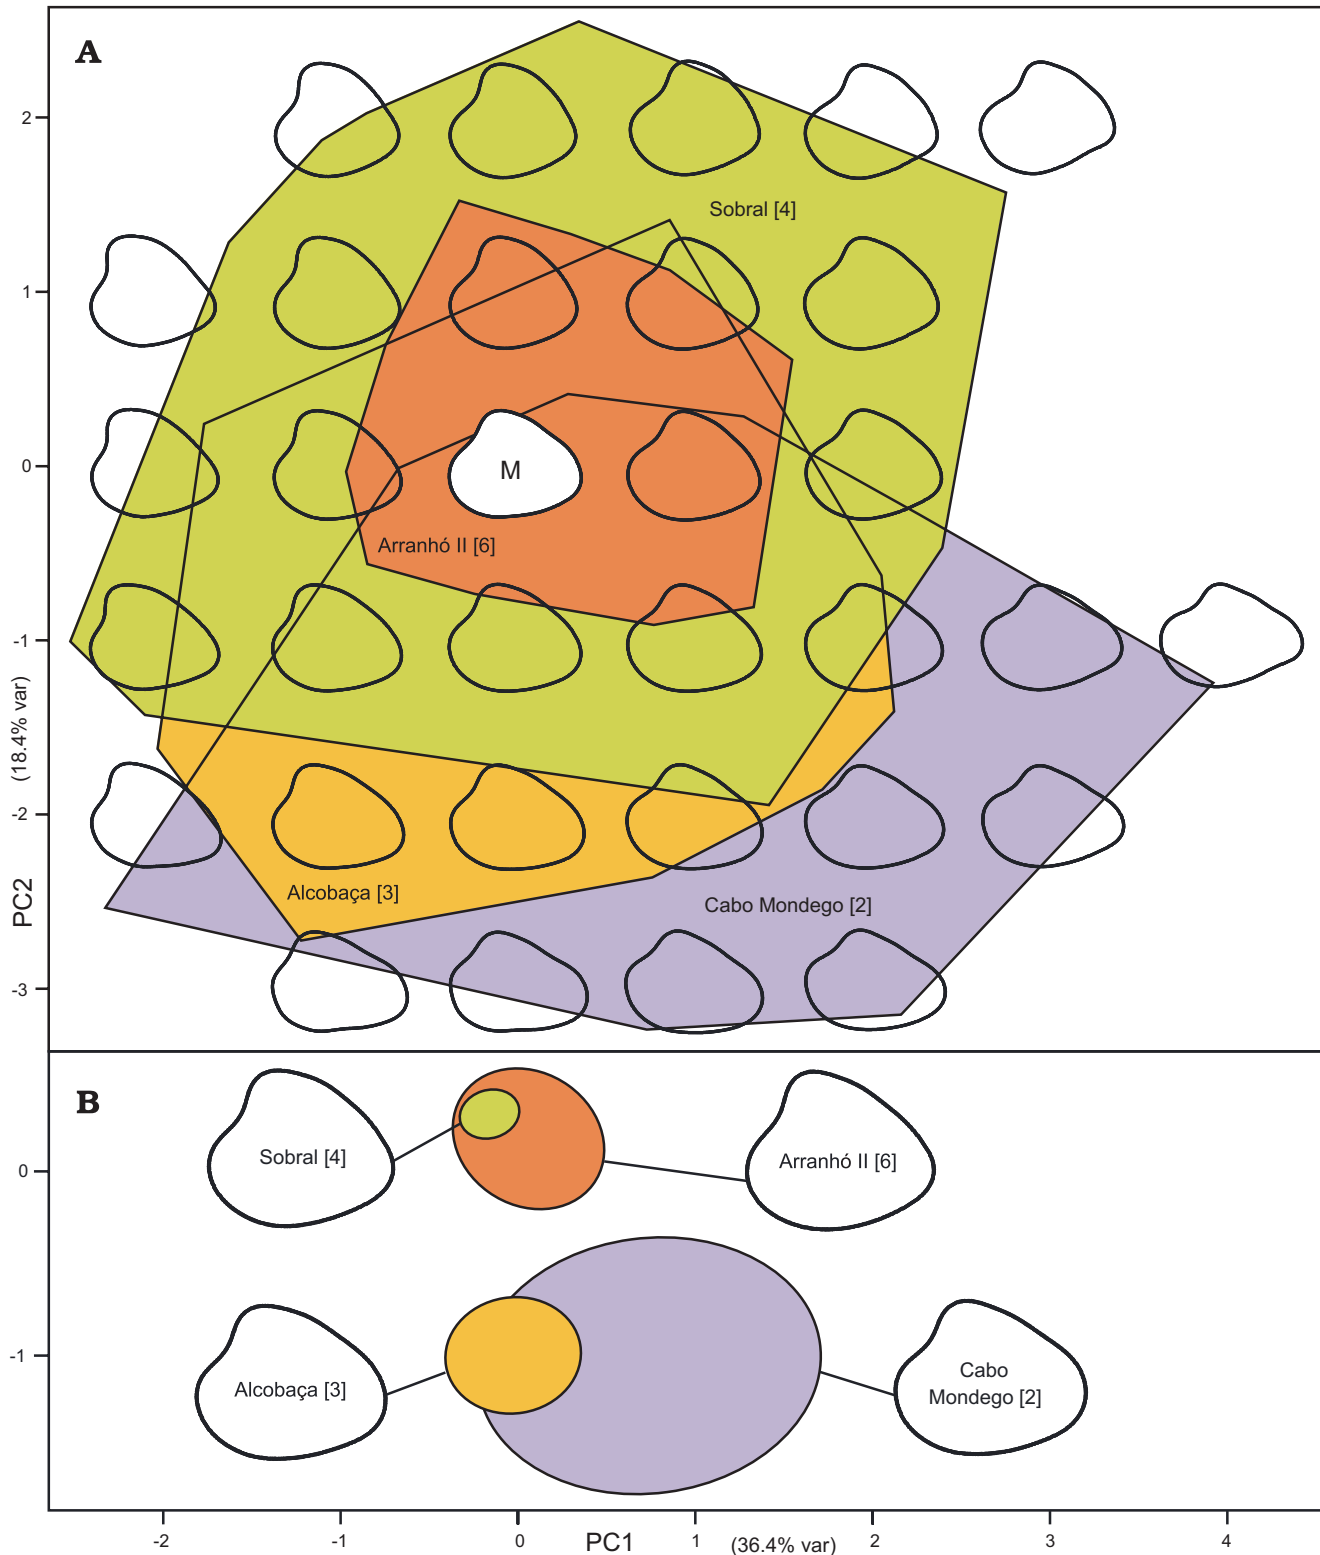 A
2
Sobral [4]
1
0
M
Arranhó II [6]
-1
(18.4% var)
-2
PC2
Alcobaça [3]
Cabo Mondego [2]
-3
B
Sobral [4]
Arranhó II [6]
0
-1
Alcobaça [3]
Cabo
Mondego [2]
-2 -1 0 PC1 1 (36.4% var) 2 3 4